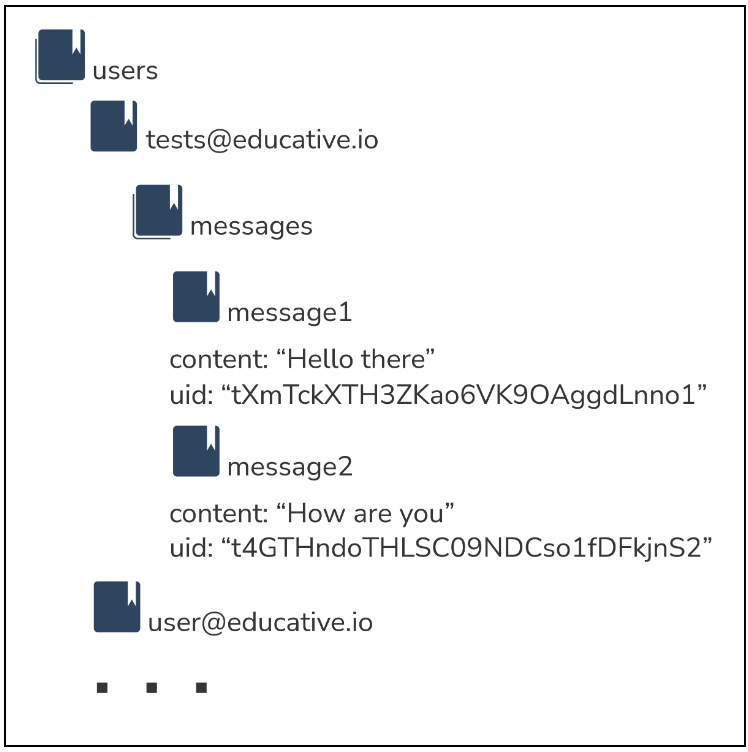 users
tests@educative.io
messages
message1
content: “Hello there”
uid: “tXmTckXTH3ZKao6VK9OAggdLnno1”
message2
content: “How are you”
uid: “t4GTHndoTHLSC09NDCso1fDFkjnS2”
user@educative.io
. . .